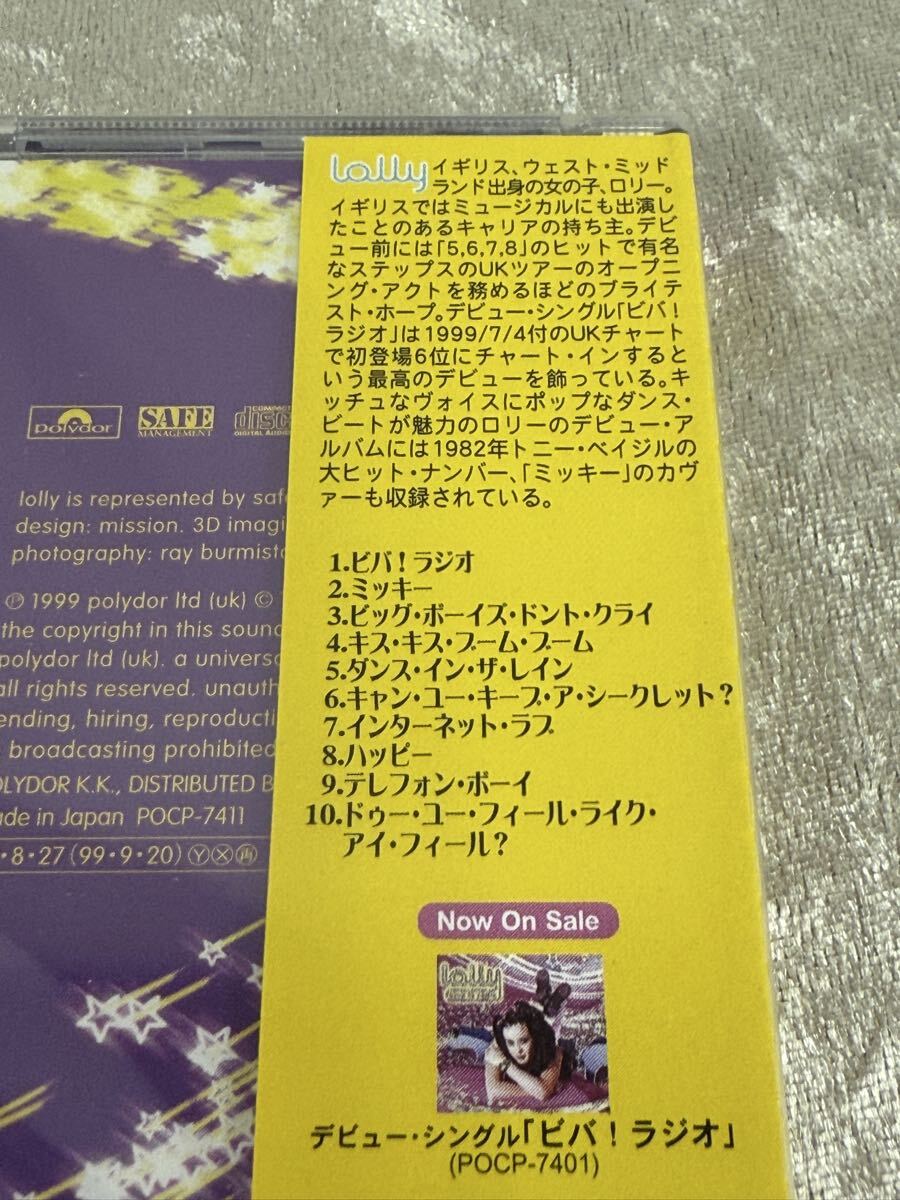 lolly イギリス、ウェスト・ミッド
ランド出身の女の子、ロリー。
イギリスではミュージカルにも出演し
たことのあるキャリアの持ち主。デビ
ュー前には「5,6,7,8」のヒットで有名
なステップスのUKツアーのオープニ
ング・アクトを務めるほどのブライテ
スト・ホープ。デビュー・シングル「ビバ!
ラジオ」は1999/7/4付のUKチャート
で初登場6位にチャート・インすると
いう最高のデビューを飾っている。キ
ッチュなヴォイスにポップなダンス・
ビートが魅力のロリーのデビュー・ア
ルバムには1982年トニー・ベイジルの
大ヒット・ナンバー、「ミッキー」のカヴ
ァーも収録されている。
1.ビバ!ラジオ
2.ミッキー
3.ビッグ・ボーイズ・ドント・クライ
4.キス・キス・ブーム・ブーム
5.ダンス・イン・ザ・レイン
6.キャン・ユー・キープ・ア・シークレット?
7.インターネット・ラブ
8.ハッピー
9.テレフォン・ボーイ
10.ドゥー・ユー・フィール・ライク・
アイ・フィール?
Now On Sale
lolly
デビュー・シングル「ビバ!ラジオ」
(POCP-7401)
polydor
SAFE
MANAGEMENT
COMPACT
disc
DIGITAL AUDIO
lolly is represented by safe
design: mission. 3D imagi
photography: ray burmist
℗ 1999 polydor ltd (uk) ©
the copyright in this soun
polydor ltd (uk). a univers
all rights reserved. unauth
ending, hiring, reproducti
broadcasting prohibited
OLYDOR K.K., DISTRIBUTED B
de in Japan POCP-7411
・8・27(99・9・20)ⓎⓍ㊞